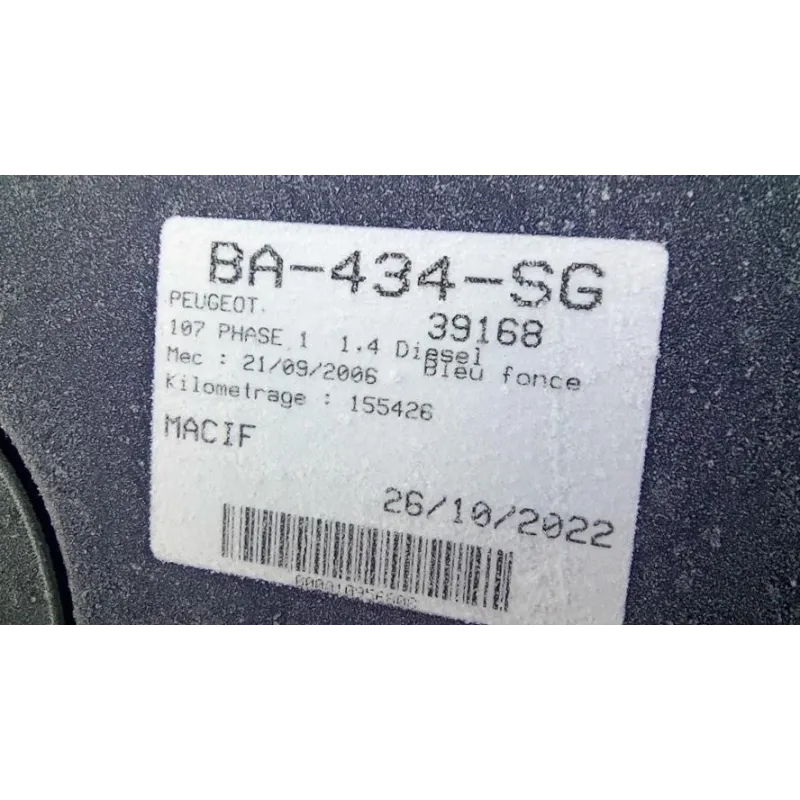 BA-434-SG
PEUGEOT.
39168
107 PHASE 1 1.4 Diesel
Mec : 21/09/2006 Bleu fonce
Kilometrage : 155426
MACIF
26/10/2022